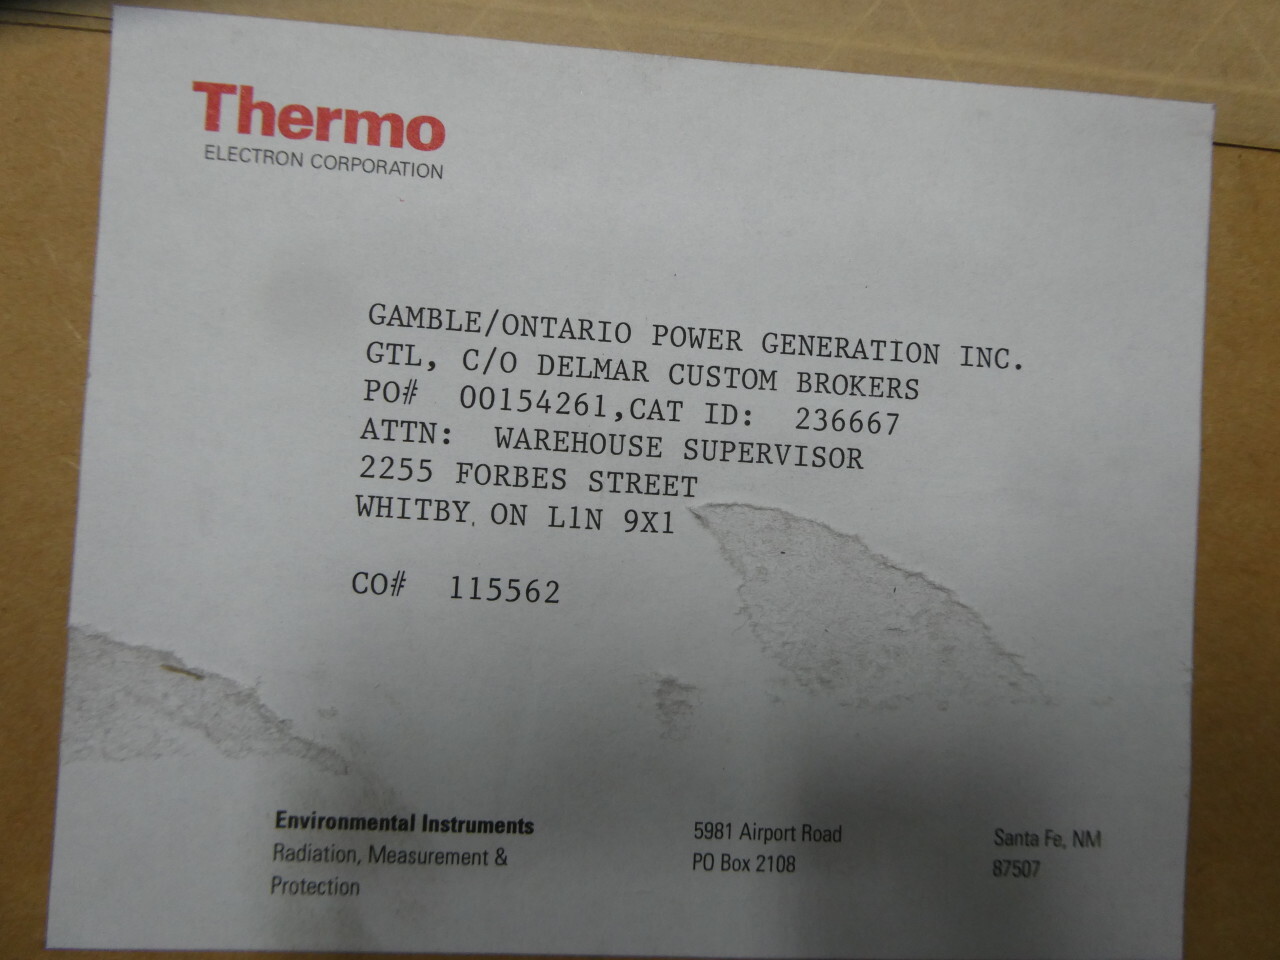 Thermo
ELECTRON CORPORATION
GAMBLE/ONTARIO POWER GENERATION INC.
GTL, C/O DELMAR CUSTOM BROKERS
PO# 00154261,CAT ID: 236667
ATTN: WAREHOUSE SUPERVISOR
2255 FORBES STREET
WHITBY, ON L1N 9X1
CO# 115562
Environmental Instruments
Radiation, Measurement &
Protection
5981 Airport Road
PO Box 2108
Santa Fe, NM
87507